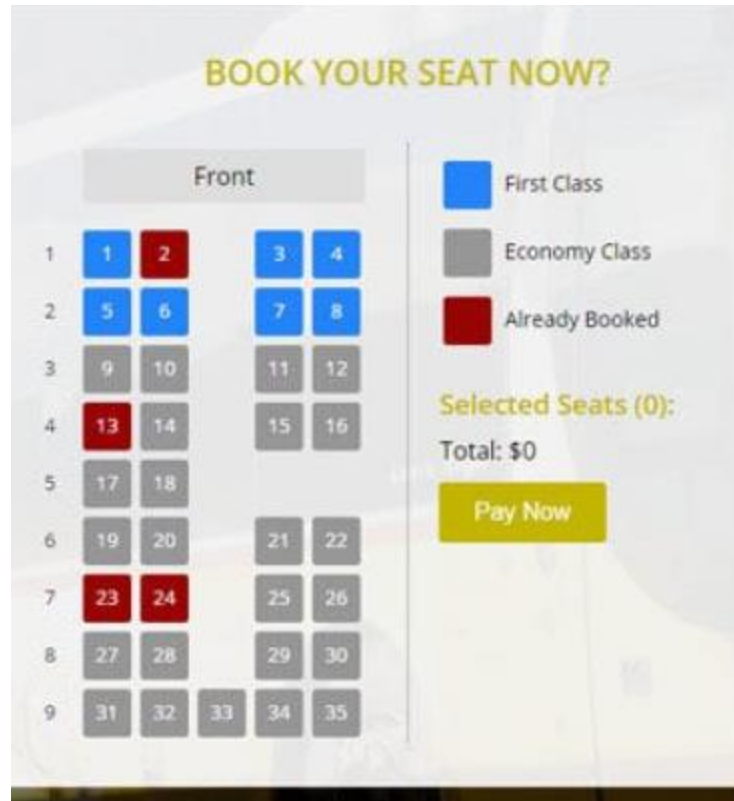 BOOK YOUR SEAT NOW?
Front
1 1 2 3 4
2 5 6 7 8
3 9 10 11 12
4 13 14 15 16
5 17 18
6 19 20 21 22
7 23 24 25 26
8 27 28 29 30
9 31 32 33 34 35
First Class
Economy Class
Already Booked
Selected Seats (0):
Total: $0
Pay Now